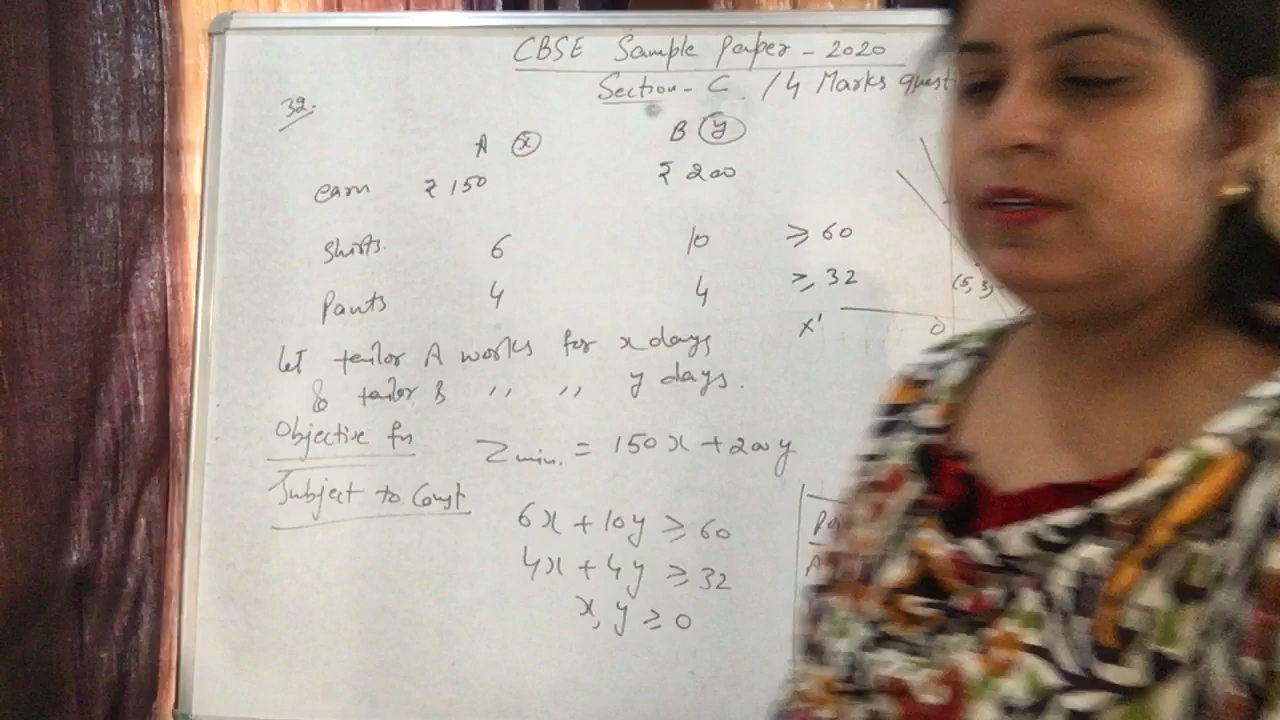 CBSE Sample Paper - 2020
Section - C / 4 Marks questi
32.
A x B y
earn ₹ 150 ₹ 200
Shirts 6 10 ≥ 60
Pants 4 4 ≥ 32
Let tailor A works for x days
& tailor B ,, ,, y days.
Objective fn Z min. = 150x + 200y
Subject to Const
6x + 10y ≥ 60
4x + 4y ≥ 32
x, y ≥ 0
(5, 3)
X' O